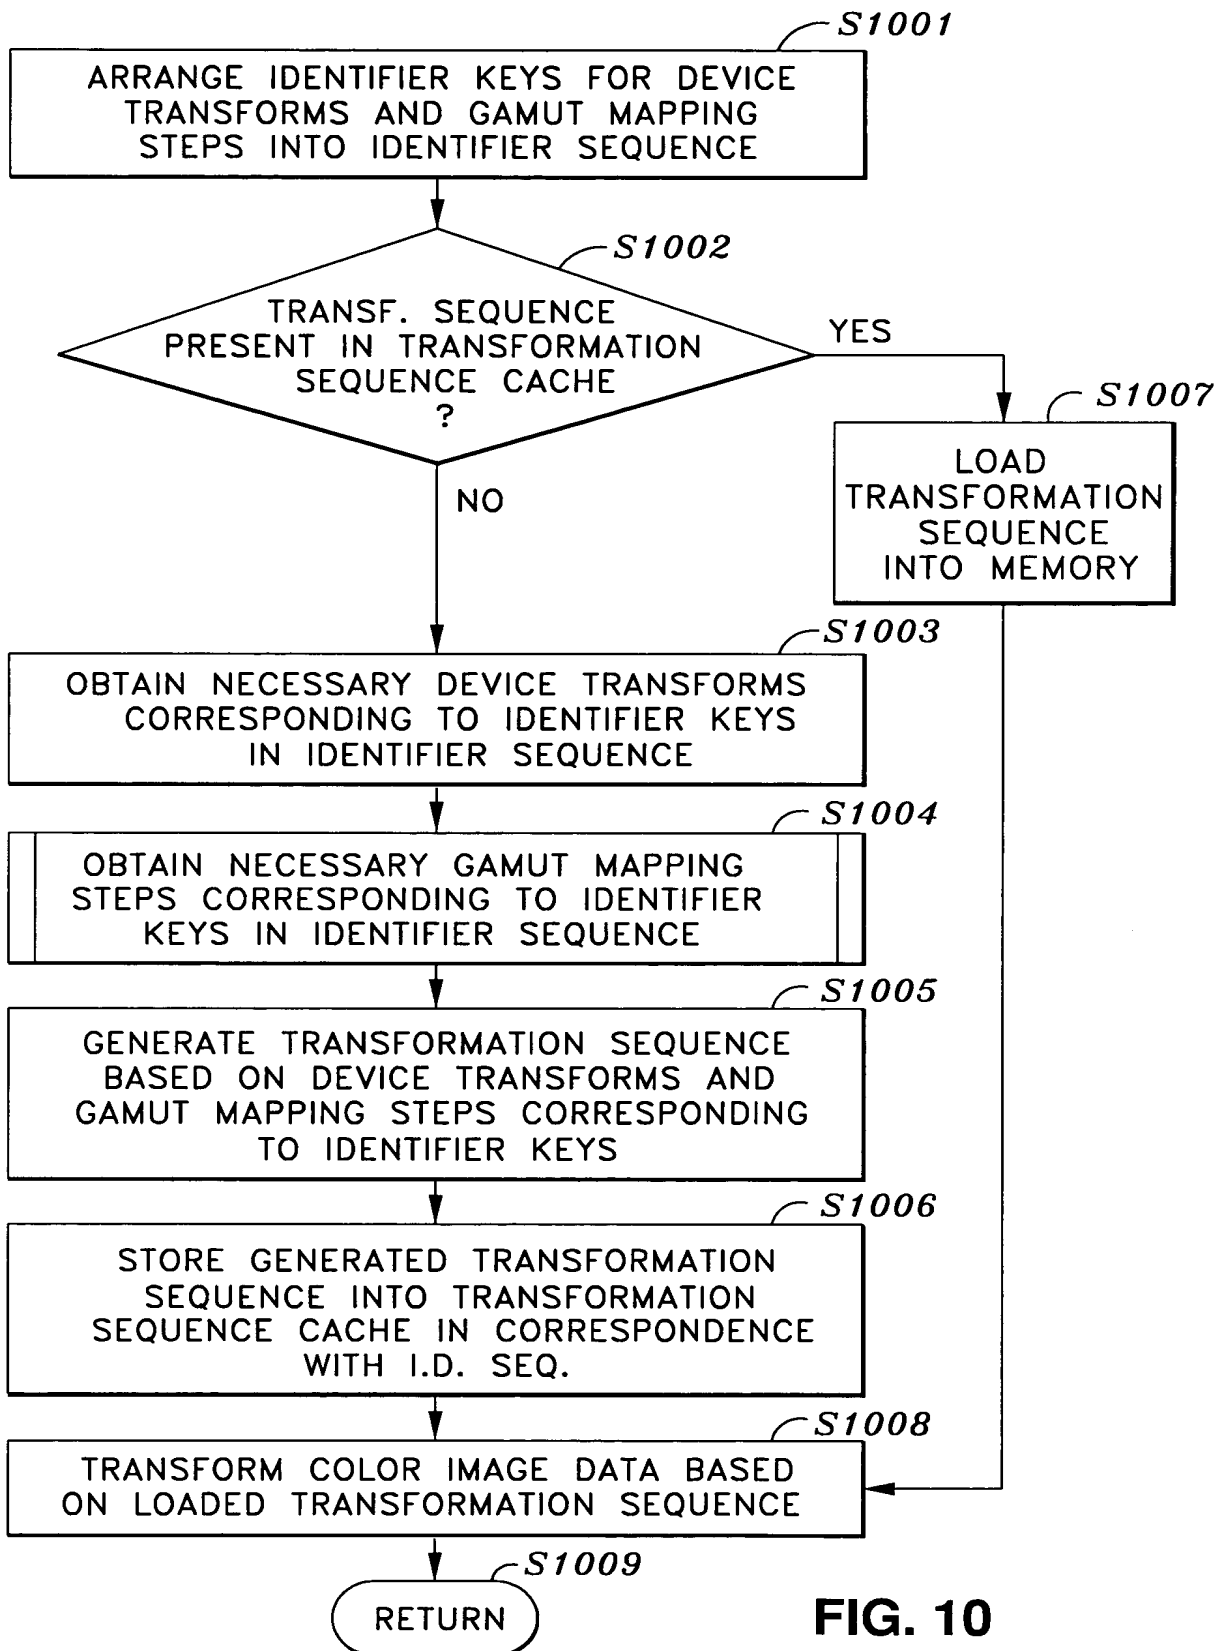 S1001
ARRANGE IDENTIFIER KEYS FOR DEVICE
TRANSFORMS AND GAMUT MAPPING
STEPS INTO IDENTIFIER SEQUENCE
S1002
TRANSF. SEQUENCE
PRESENT IN TRANSFORMATION
SEQUENCE CACHE
?
YES
NO
S1007
LOAD
TRANSFORMATION
SEQUENCE
INTO MEMORY
S1003
OBTAIN NECESSARY DEVICE TRANSFORMS
CORRESPONDING TO IDENTIFIER KEYS
IN IDENTIFIER SEQUENCE
S1004
OBTAIN NECESSARY GAMUT MAPPING
STEPS CORRESPONDING TO IDENTIFIER
KEYS IN IDENTIFIER SEQUENCE
S1005
GENERATE TRANSFORMATION SEQUENCE
BASED ON DEVICE TRANSFORMS AND
GAMUT MAPPING STEPS CORRESPONDING
TO IDENTIFIER KEYS
S1006
STORE GENERATED TRANSFORMATION
SEQUENCE INTO TRANSFORMATION
SEQUENCE CACHE IN CORRESPONDENCE
WITH I.D. SEQ.
S1008
TRANSFORM COLOR IMAGE DATA BASED
ON LOADED TRANSFORMATION SEQUENCE
S1009
RETURN
FIG. 10